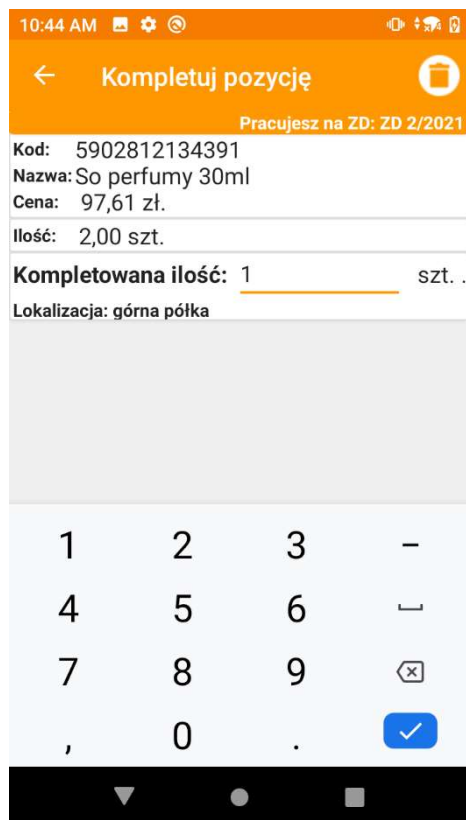 10:44 AM
Kompletuj pozycję
Pracujesz na ZD: ZD 2/2021
Kod: 5902812134391
Nazwa: So perfumy 30ml
Cena: 97,61 zł.
Ilość: 2,00 szt.
Kompletowana ilość: 1 szt. .
Lokalizacja: górna półka
1 2 3 -
4 5 6
7 8 9
, 0 .